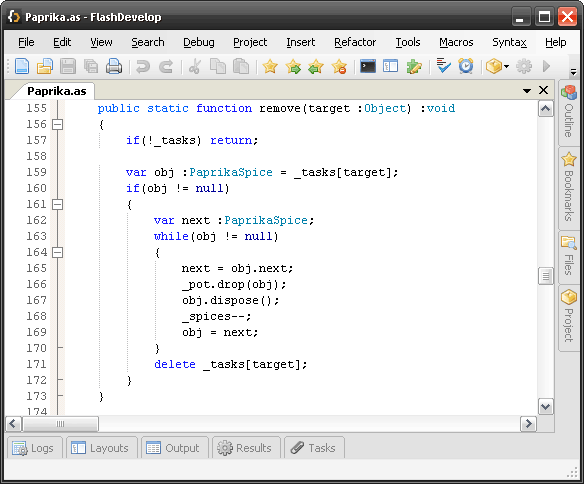 Paprika.as - FlashDevelop
File Edit View Search Debug Project Insert Refactor Tools Macros Syntax Help
Paprika.as
155 public static function remove(target :Object) :void
156 {
157 if(!_tasks) return;
158
159 var obj :PaprikaSpice = _tasks[target];
160 if(obj != null)
161 {
162 var next :PaprikaSpice;
163 while(obj != null)
164 {
165 next = obj.next;
166 _pot.drop(obj);
167 obj.dispose();
168 _spices--;
169 obj = next;
170 }
171 delete _tasks[target];
172 }
173 }
174
Outline
Bookmarks
Files
Project
Logs Layouts Output Results Tasks